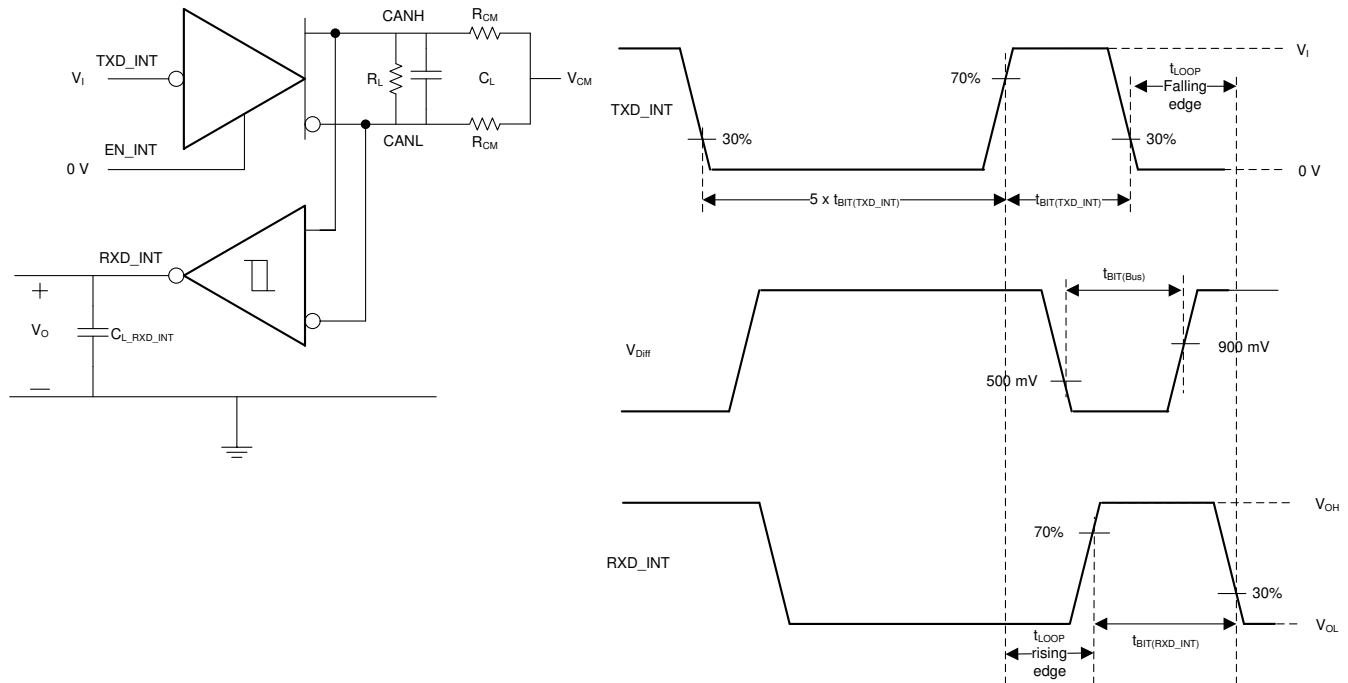 CANH
R_CM
TXD_INT
V_I
R_L
C_L
V_CM
CANL
R_CM
EN_INT
0 V
RXD_INT
+
V_O
C_L_RXD_INT
—
V_I
70%
t_LOOP
Falling
edge
TXD_INT
30%
30%
0 V
5 x t_BIT(TXD_INT)
t_BIT(TXD_INT)
t_BIT(Bus)
V_Diff
900 mV
500 mV
V_OH
70%
RXD_INT
30%
V_OL
t_LOOP
rising
edge
t_BIT(RXD_INT)